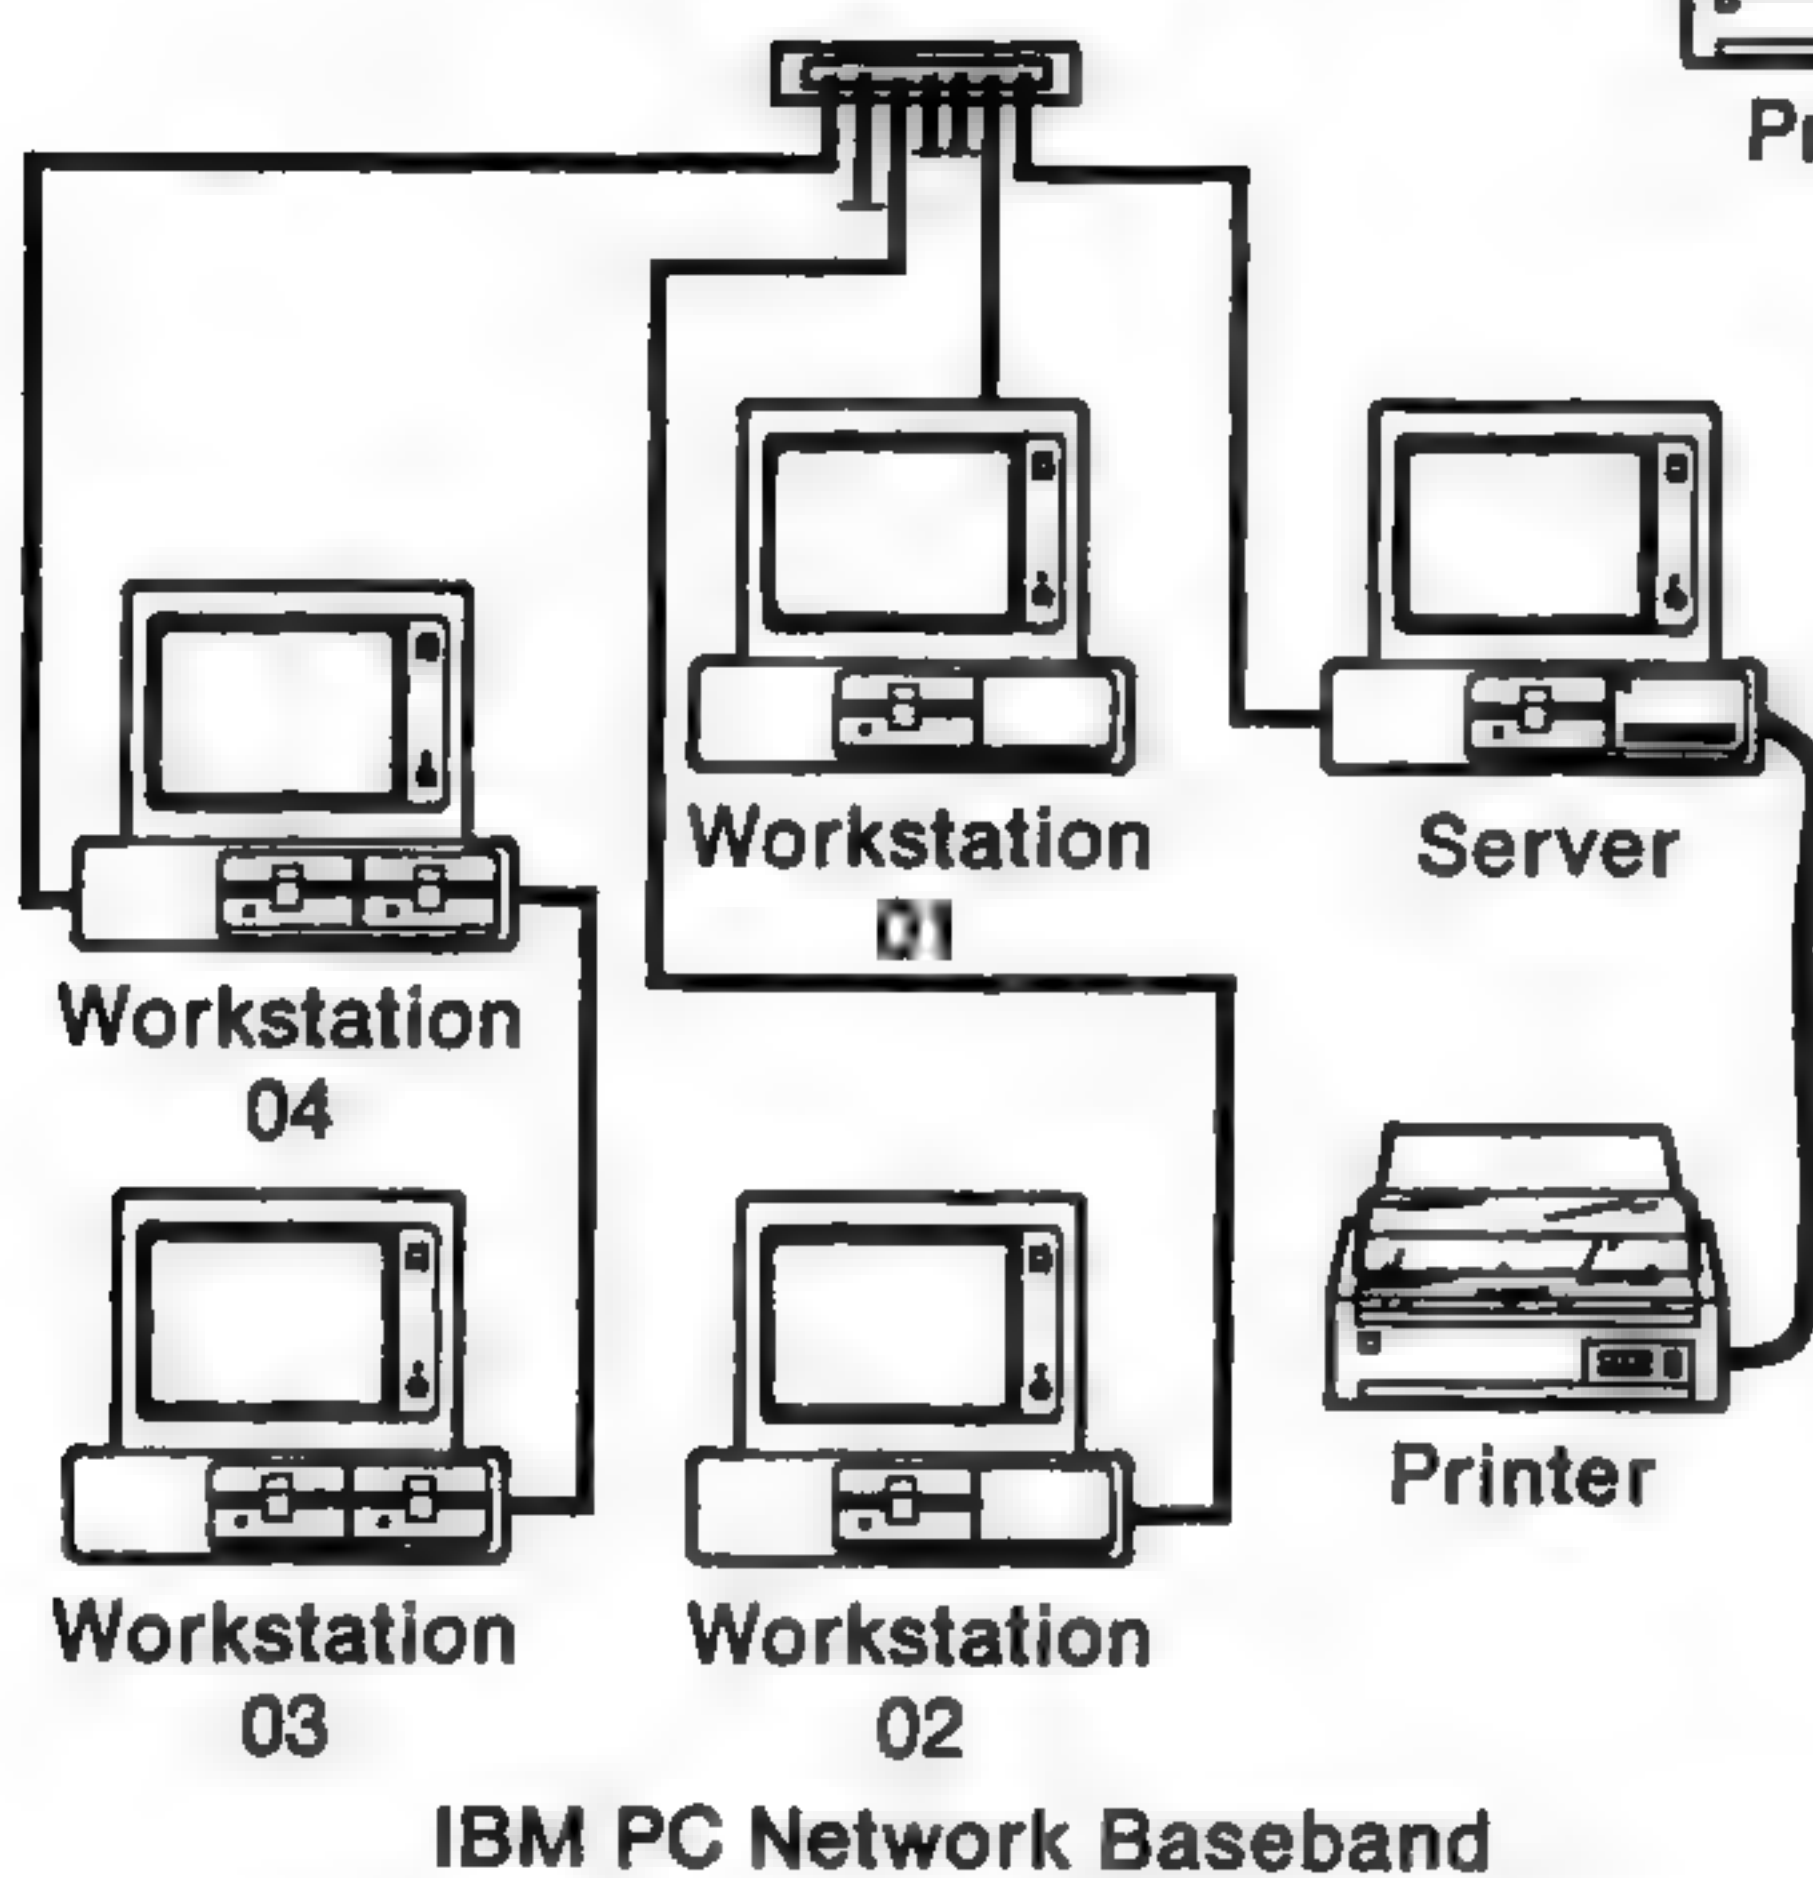 Workstation
01
Server
Workstation
04
Printer
Workstation
03
Workstation
02
IBM PC Network Baseband